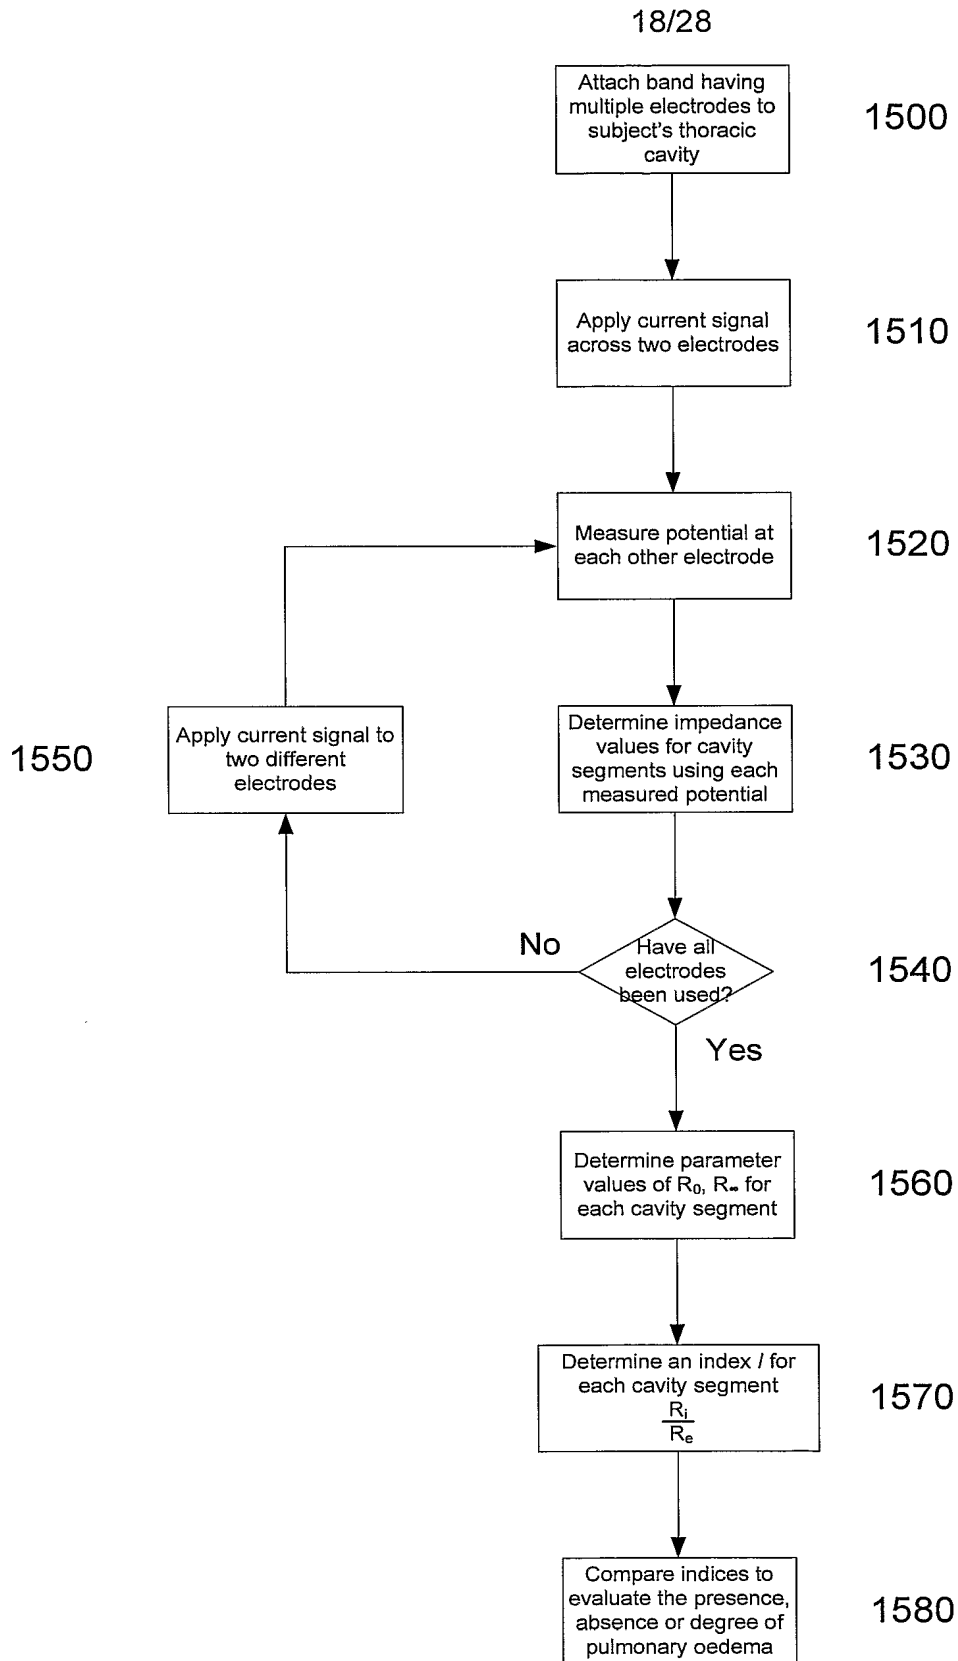 18/28
Attach band having
multiple electrodes to
subject's thoracic
cavity
1500
Apply current signal
across two electrodes
1510
Measure potential at
each other electrode
1520
Determine impedance
values for cavity
segments using each
measured potential
1530
Apply current signal to
two different
electrodes
1550
Have all
electrodes
been used?
1540
No
Yes
Determine parameter
values of R₀, R∞ for
each cavity segment
1560
Determine an index I for
each cavity segment
Rᵢ
Rₑ
1570
Compare indices to
evaluate the presence,
absence or degree of
pulmonary oedema
1580